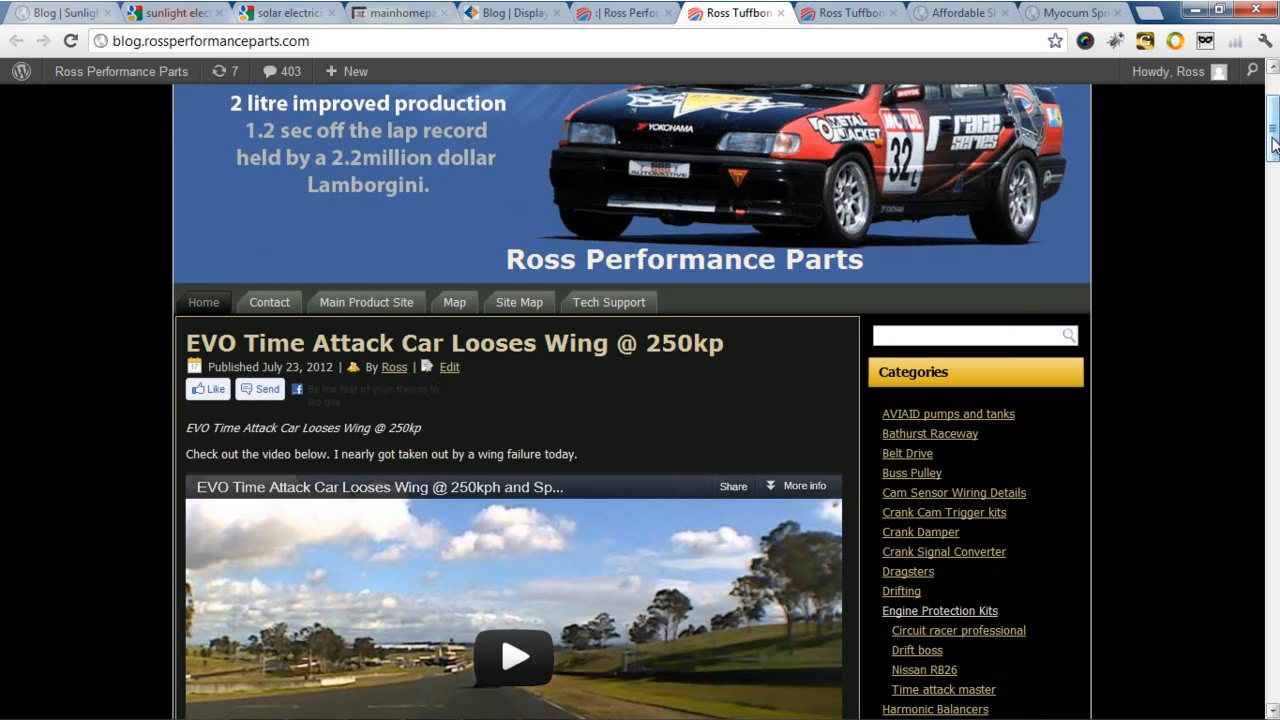 Blog | Sunligh
sunlight elect
solar electrici
mainhomepa
Blog | Display
:| Ross Perfor
Ross Tuffbon
Ross Tuffbon
Affordable Sh
Myocum Spr
blog.rossperformanceparts.com
Ross Performance Parts
7
403
New
Howdy, Ross
2 litre improved production
1.2 sec off the lap record
held by a 2.2million dollar
Lamborgini.
YOKOHAMA
METAL
JACKET
MOTUL
RACE
SERIES
32
Ross Performance Parts
Home
Contact
Main Product Site
Map
Site Map
Tech Support
EVO Time Attack Car Looses Wing @ 250kp
Published July 23, 2012 | By Ross | Edit
Like
Send
Be the first of your friends to
like this.
EVO Time Attack Car Looses Wing @ 250kp
Check out the video below. I nearly got taken out by a wing failure today.
EVO Time Attack Car Looses Wing @ 250kph and Sp...
Share
More info
Categories
AVIAID pumps and tanks
Bathurst Raceway
Belt Drive
Buss Pulley
Cam Sensor Wiring Details
Crank Cam Trigger kits
Crank Damper
Crank Signal Converter
Dragsters
Drifting
Engine Protection Kits
Circuit racer professional
Drift boss
Nissan RB26
Time attack master
Harmonic Balancers